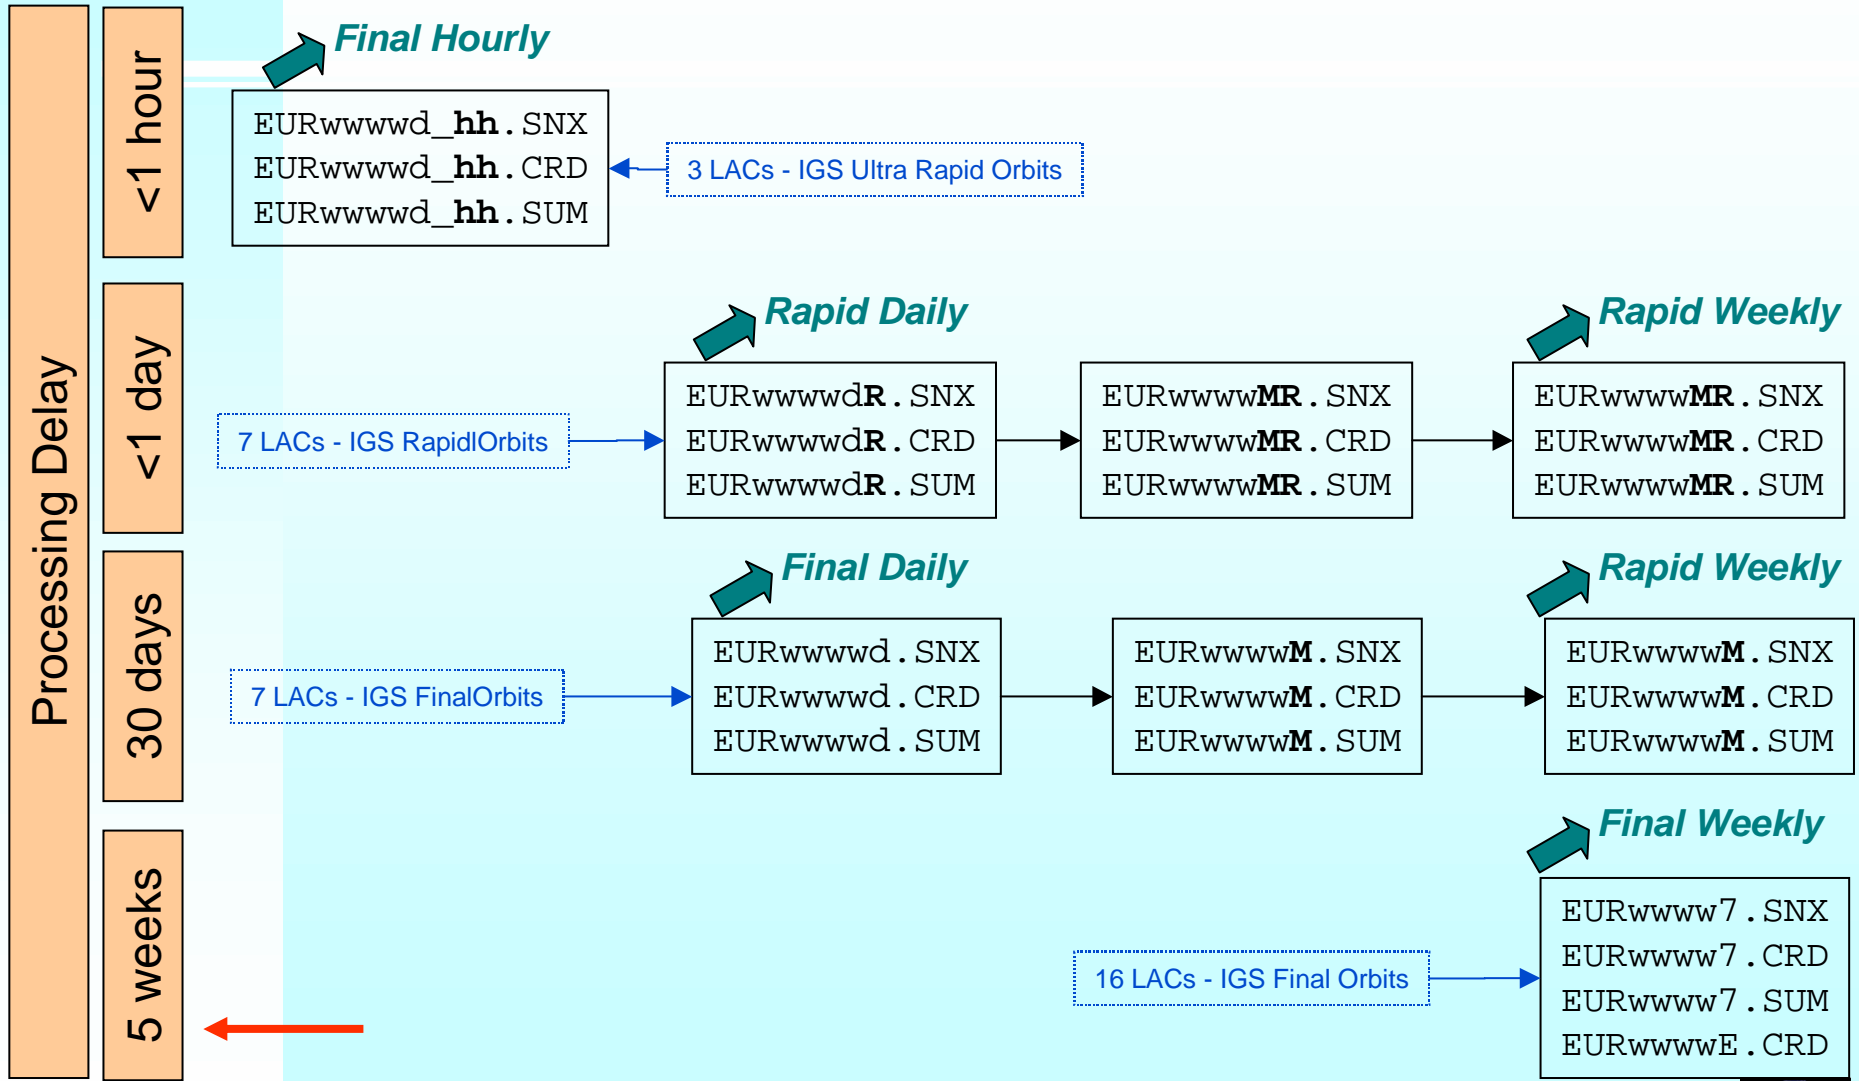 Processing Delay
<1 hour
Final Hourly
EURwwwwd_hh.SNX
EURwwwwd_hh.CRD
EURwwwwd_hh.SUM
3 LACs - IGS Ultra Rapid Orbits
<1 day
7 LACs - IGS RapidlOrbits
Rapid Daily
EURwwwwdR.SNX
EURwwwwdR.CRD
EURwwwwdR.SUM
EURwwwwMR.SNX
EURwwwwMR.CRD
EURwwwwMR.SUM
Rapid Weekly
EURwwwwMR.SNX
EURwwwwMR.CRD
EURwwwwMR.SUM
30 days
7 LACs - IGS FinalOrbits
Final Daily
EURwwwwd.SNX
EURwwwwd.CRD
EURwwwwd.SUM
EURwwwwM.SNX
EURwwwwM.CRD
EURwwwwM.SUM
Rapid Weekly
EURwwwwM.SNX
EURwwwwM.CRD
EURwwwwM.SUM
5 weeks
16 LACs - IGS Final Orbits
Final Weekly
EURwwww7.SNX
EURwwww7.CRD
EURwwww7.SUM
EURwwwwE.CRD